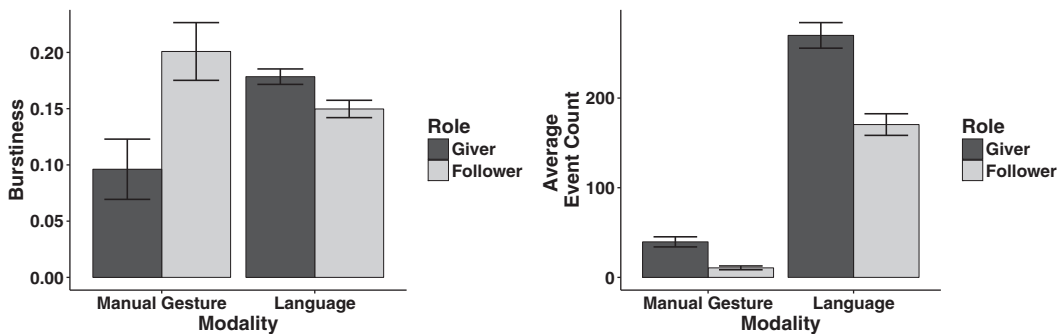 Burstiness
0.20
0.15
0.10
0.05
0.00
Manual Gesture
Language
Modality
Role
Giver
Follower
Average
Event Count
200
100
0
Manual Gesture
Language
Modality
Role
Giver
Follower